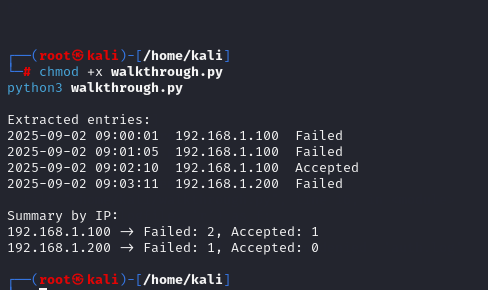 ┌──(root㉿kali)-[/home/kali]
└─# chmod +x walkthrough.py
python3 walkthrough.py
Extracted entries:
2025-09-02 09:00:01  192.168.1.100  Failed
2025-09-02 09:01:05  192.168.1.100  Failed
2025-09-02 09:02:10  192.168.1.100  Accepted
2025-09-02 09:03:11  192.168.1.200  Failed
Summary by IP:
192.168.1.100 → Failed: 2, Accepted: 1
192.168.1.200 → Failed: 1, Accepted: 0
┌──(root㉿kali)-[/home/kali]